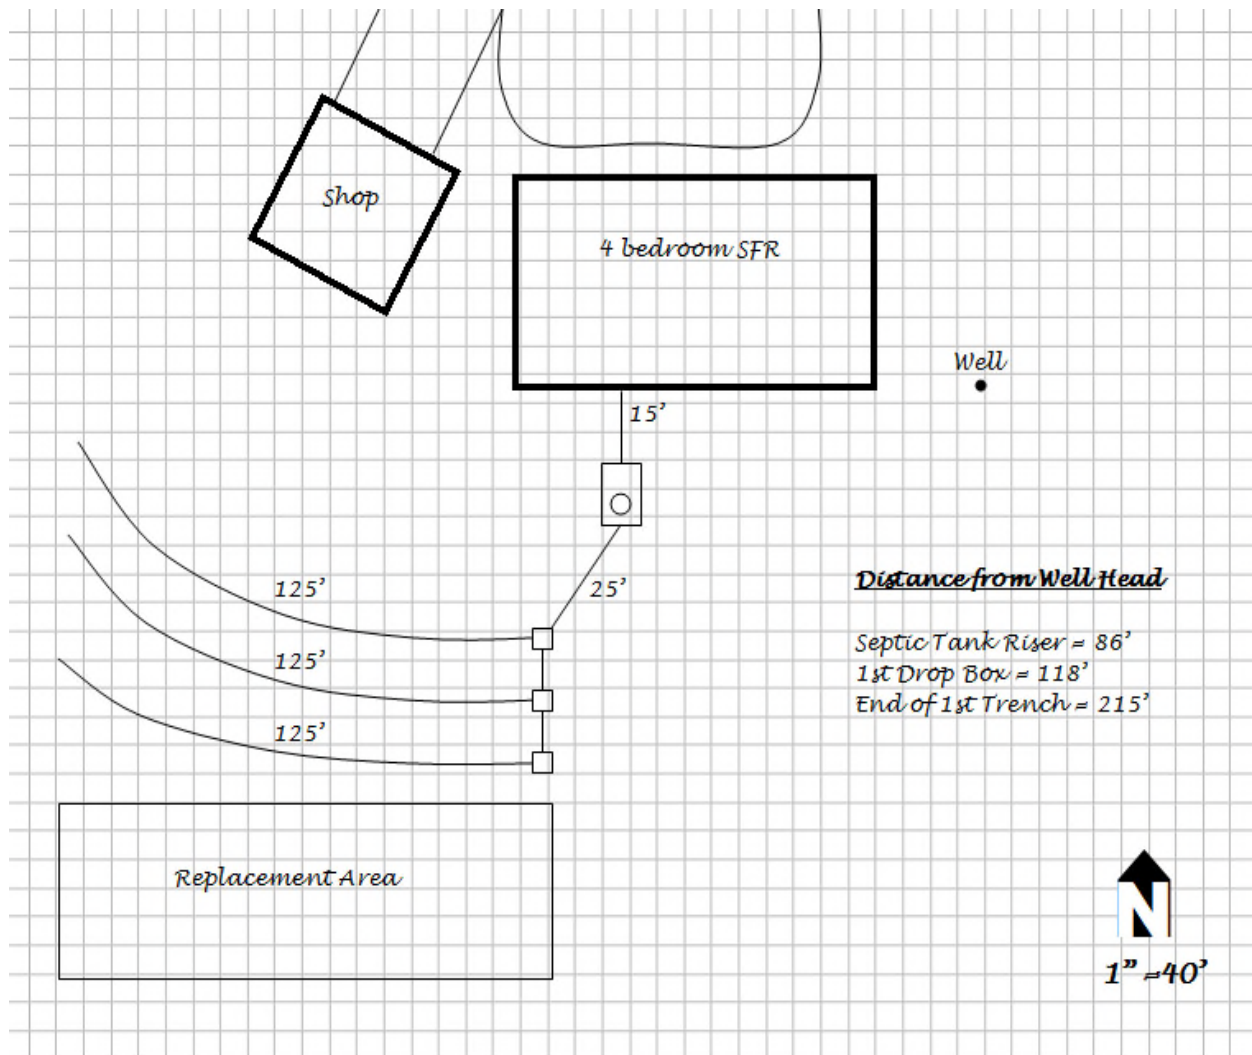 Shop
4 bedroom SFR
Well
15'
25'
125'
125'
125'
Distance from Well Head
Septic Tank Riser = 86'
1st Drop Box = 118'
End of 1st Trench = 215'
Replacement Area
N
1” =40’